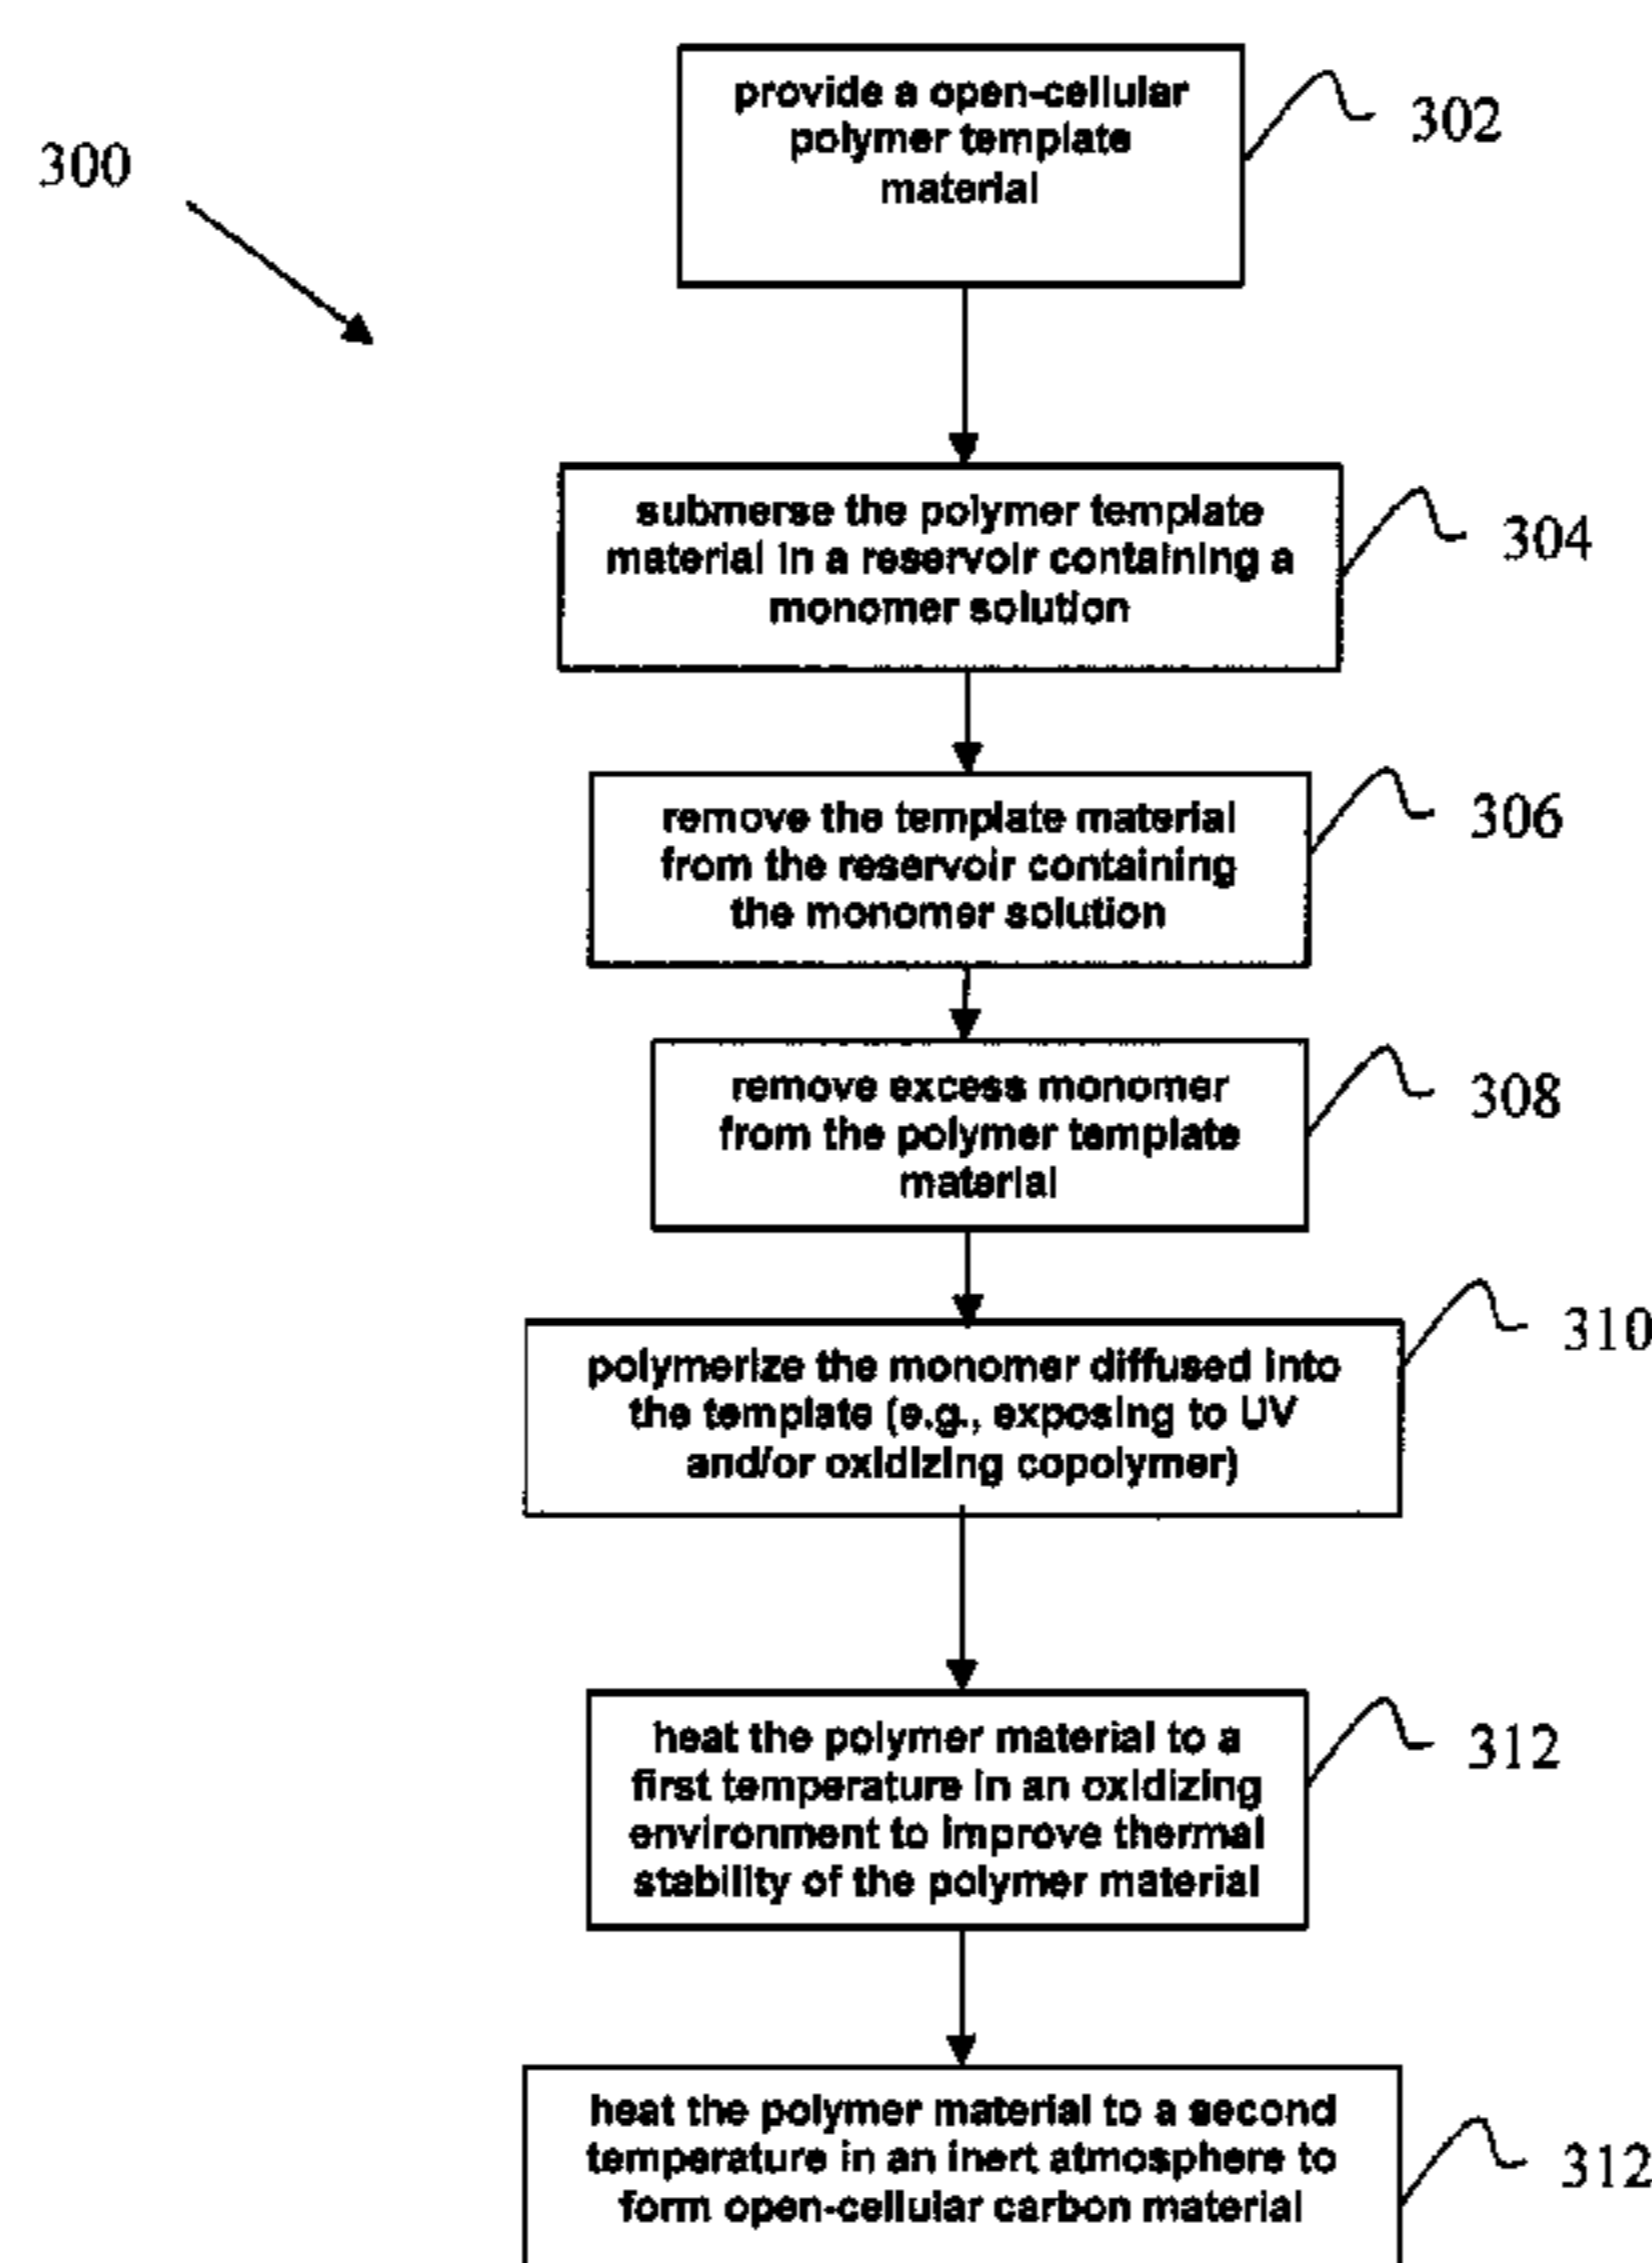 300
provide a open-cellular
polymer template
material
302
submerse the polymer template
material in a reservoir containing a
monomer solution
304
remove the template material
from the reservoir containing
the monomer solution
306
remove excess monomer
from the polymer template
material
308
polymerize the monomer diffused into
the template (e.g., exposing to UV
and/or oxidizing copolymer)
310
heat the polymer material to a
first temperature in an oxidizing
environment to improve thermal
stability of the polymer material
312
heat the polymer material to a second
temperature in an inert atmosphere to
form open-cellular carbon material
312